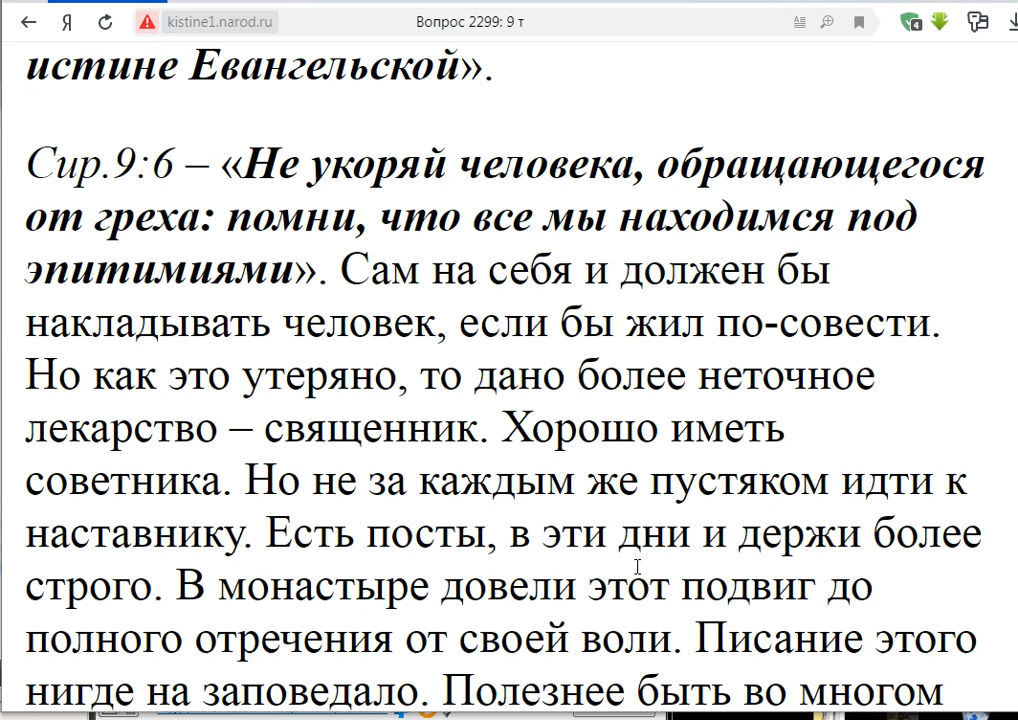 kistine1.narod.ru
Вопрос 2299: 9 т
4
истине Евангельской».
Сир.9:6 – «Не укоряй человека, обращающегося
от греха: помни, что все мы находимся под
эпитимиями». Сам на себя и должен бы
накладывать человек, если бы жил по-совести.
Но как это утеряно, то дано более неточное
лекарство – священник. Хорошо иметь
советника. Но не за каждым же пустяком идти к
наставнику. Есть посты, в эти дни и держи более
строго. В монастыре довели этот подвиг до
полного отречения от своей воли. Писание этого
нигде на заповедало. Полезнее быть во многом